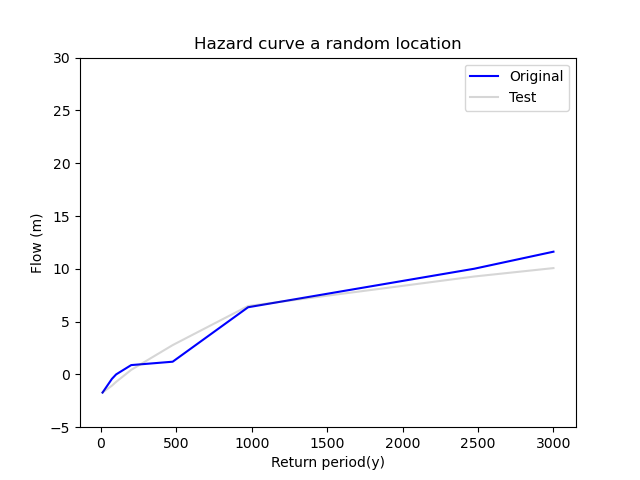 Hazard curve a random location
Original
Test
30
25
20
15
10
5
0
−5
Flow (m)
0 500 1000 1500 2000 2500 3000
Return period(y)